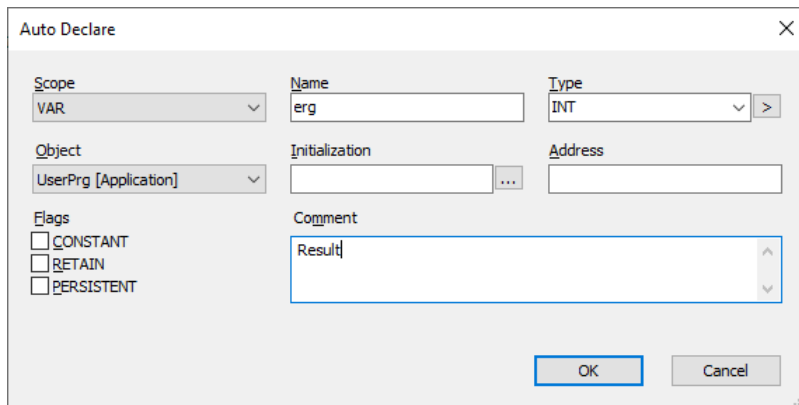 Auto Declare
Scope Name Type
VAR erg INT >
Object Initialization Address
UserPrg [Application] ...
Flags Comment
CONSTANT Result
RETAIN
PERSISTENT
OK Cancel